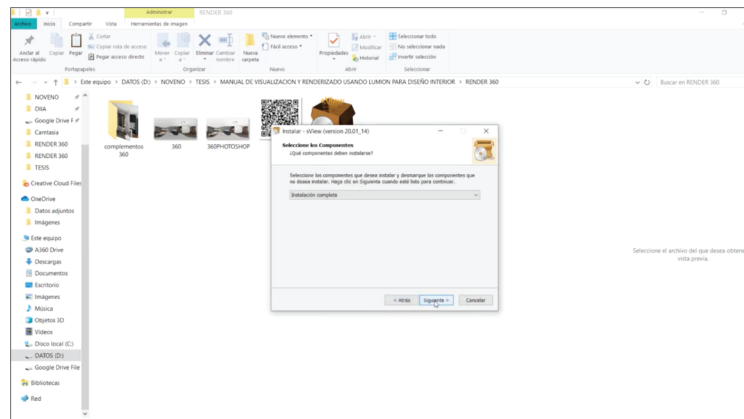 Administrar
RENDER 360
Archivo
Inicio
Compartir
Vista
Herramientas de imagen
Anclar al
Acceso rápido
Copiar
Pegar
Cortar
Copiar ruta de acceso
Pegar acceso directo
Portapapeles
Mover
a
Copiar
a
Eliminar
Cambiar
nombre
Organizar
Nueva
carpeta
Nuevo elemento
Fácil acceso
Nuevo
Propiedades
Abrir
Modificar
Historial
Abrir
Seleccionar todo
No seleccionar nada
Invertir selección
Seleccionar
Este equipo > DATOS (D:) > NOVENO > TESIS > MANUAL DE VISUALIZACION Y RENDERIZADO USANDO LUMION PARA DISEÑO INTERIOR > RENDER 360
Buscar en RENDER 360
NOVENO
DIIA
Google Drive F
Camtasia
RENDER 360
RENDER 360
TESIS
Creative Cloud Files
OneDrive
Datos adjuntos
Imágenes
Este equipo
A360 Drive
Descargas
Documentos
Escritorio
Imágenes
Música
Objetos 3D
Vídeos
Disco local (C:)
DATOS (D:)
Google Drive File
Bibliotecas
Red
complementos
360
360
360PHOTOSHOP
Instalar - sView (version 20.01_14)
Seleccione los Componentes
¿Qué componentes deben instalarse?
Seleccione los componentes que desea instalar y desmarque los componentes que
no desea instalar. Haga clic en Siguiente cuando esté listo para continuar.
Instalación completa
< Atrás
Siguiente >
Cancelar
Seleccione el archivo del que desea obtene
vista previa.